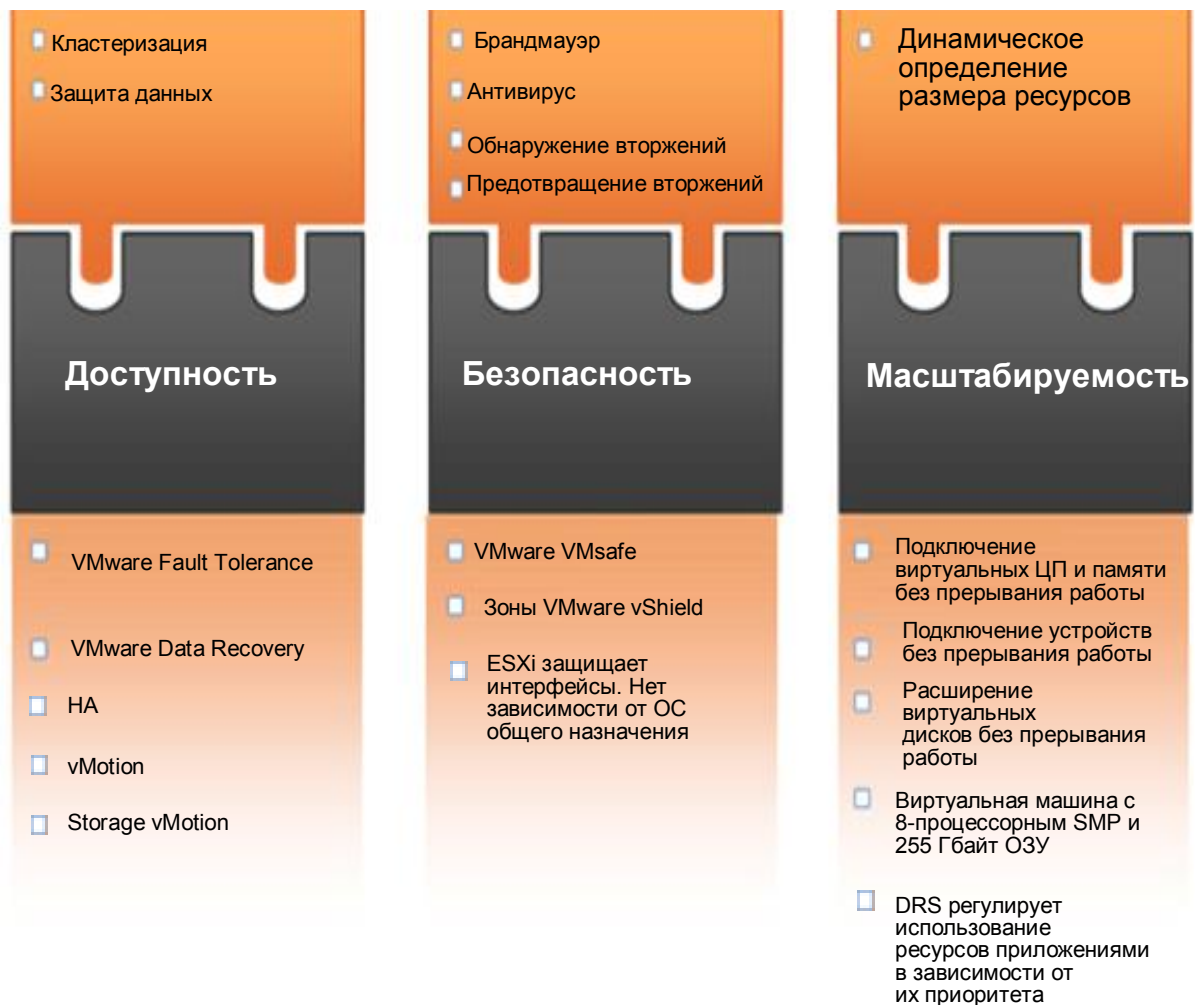 Кластеризация
Защита данных
Доступность
VMware Fault Tolerance
VMware Data Recovery
HA
vMotion
Storage vMotion
Брандмауэр
Антивирус
Обнаружение вторжений
Предотвращение вторжений
Безопасность
VMware VMsafe
Зоны VMware vShield
ESXi защищает
интерфейсы. Нет
зависимости от ОС
общего назначения
Динамическое
определение
размера ресурсов
Масштабируемость
Подключение
виртуальных ЦП и памяти
без прерывания работы
Подключение устройств
без прерывания работы
Расширение
виртуальных
дисков без прерывания
работы
Виртуальная машина с
8-процессорным SMP и
255 Гбайт ОЗУ
DRS регулирует
использование
ресурсов приложениями
в зависимости от
их приоритета